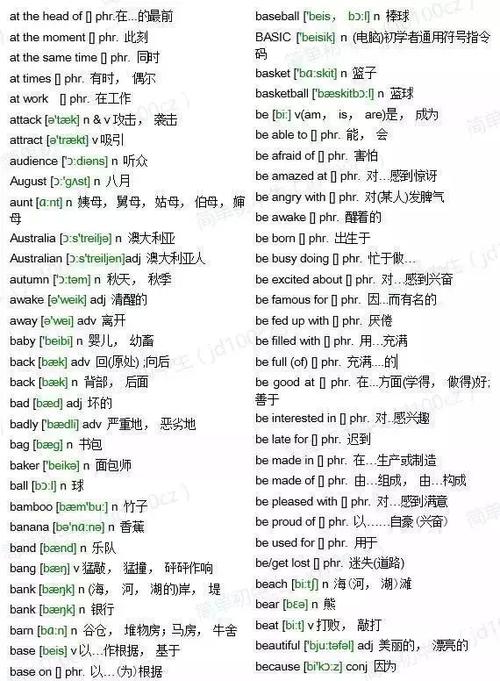 at the head of [] phr.在...的最前
at the moment [] phr. 此刻
at the same time [] phr. 同时
at times [] phr. 有时， 偶尔
at work [] phr. 在工作
attack [ə'tæk] n & v 攻击， 袭击
attract [ə'trækt] v 吸引
audience ['ɔ:diəns] n 听众
August ['ɔ:'gʌst] n 八月
aunt [ɑ:nt] n 姨母，舅母，姑母，伯母，婶
母
Australia [ɔ:s'treiljə] n 澳大利亚
Australian [ɔ:s'treiljən]adj 澳大利亚人
autumn ['ɔ:təm] n 秋天， 秋季
awake [ə'weik] adj 清醒的
away [ə'wei] adv 离开
baby ['beibi] n 婴儿， 幼畜
back [bæk] adv 回(原处) ;向后
back [bæk] n 背部， 后面
bad [bæd] adj 坏的
badly ['bædli] adv 严重地， 恶劣地
bag [bæg] n 书包
baker ['beikə] n 面包师
ball [bɔ:l] n 球
bamboo [bæm'bu:] n 竹子
banana [bə'nɑ:nə] n 香蕉
band [bænd] n 乐队
bang [bæŋ] v 猛敲， 猛撞， 砰砰作响
bank [bæŋk] n (海， 河， 湖的)岸， 堤
bank [bæŋk] n 银行
barn [bɑ:n] n 谷仓， 堆物房；马房， 牛舍
base [beis] v 以…作根据， 基于
base on [] phr. 以…(为)根据
baseball ['beis， bɔ:l] n 棒球
BASIC ['beisik] n (电脑)初学者通用符号指令
码
basket ['bɑ:skit] n 篮子
basketball ['bæskitbɔ:l] n 蓝球
be [bi:] v(am， is， are)是， 成为
be able to [] phr. 能， 会
be afraid of [] phr. 害怕
be amazed at [] phr. 对…感到惊讶
be angry with [] phr. 对(某人)发脾气
be awake [] phr. 醒着的
be born [] phr. 出生于
be busy doing [] phr. 忙于做…
be excited about [] phr. 对…感到兴奋
be famous for [] phr. 因...而有名的
be fed up with [] phr. 厌倦
be filled with [] phr. 用…充满
be full (of) [] phr. 充满....的
be good at [] phr. 在...方面(学得， 做得)好;
善于
be interested in [] phr. 对..感兴趣
be late for [] phr. 迟到
be made in [] phr. 在…生产或制造
be made of [] phr. 由…组成， 由…构成
be pleased with [] phr. 对…感到满意
be proud of [] phr. 以……自豪(兴奋)
be used for [] phr. 用于
be/get lost [] phr. 迷失(道路)
beach [bi:tʃ] n 海(河， 湖)滩
bear [bɛə] n 熊
beat [bi:t] v 打败， 敲打
beautiful ['bju:təfəl] adj 美丽的， 漂亮的
because [bi'kɔ:z] conj 因为